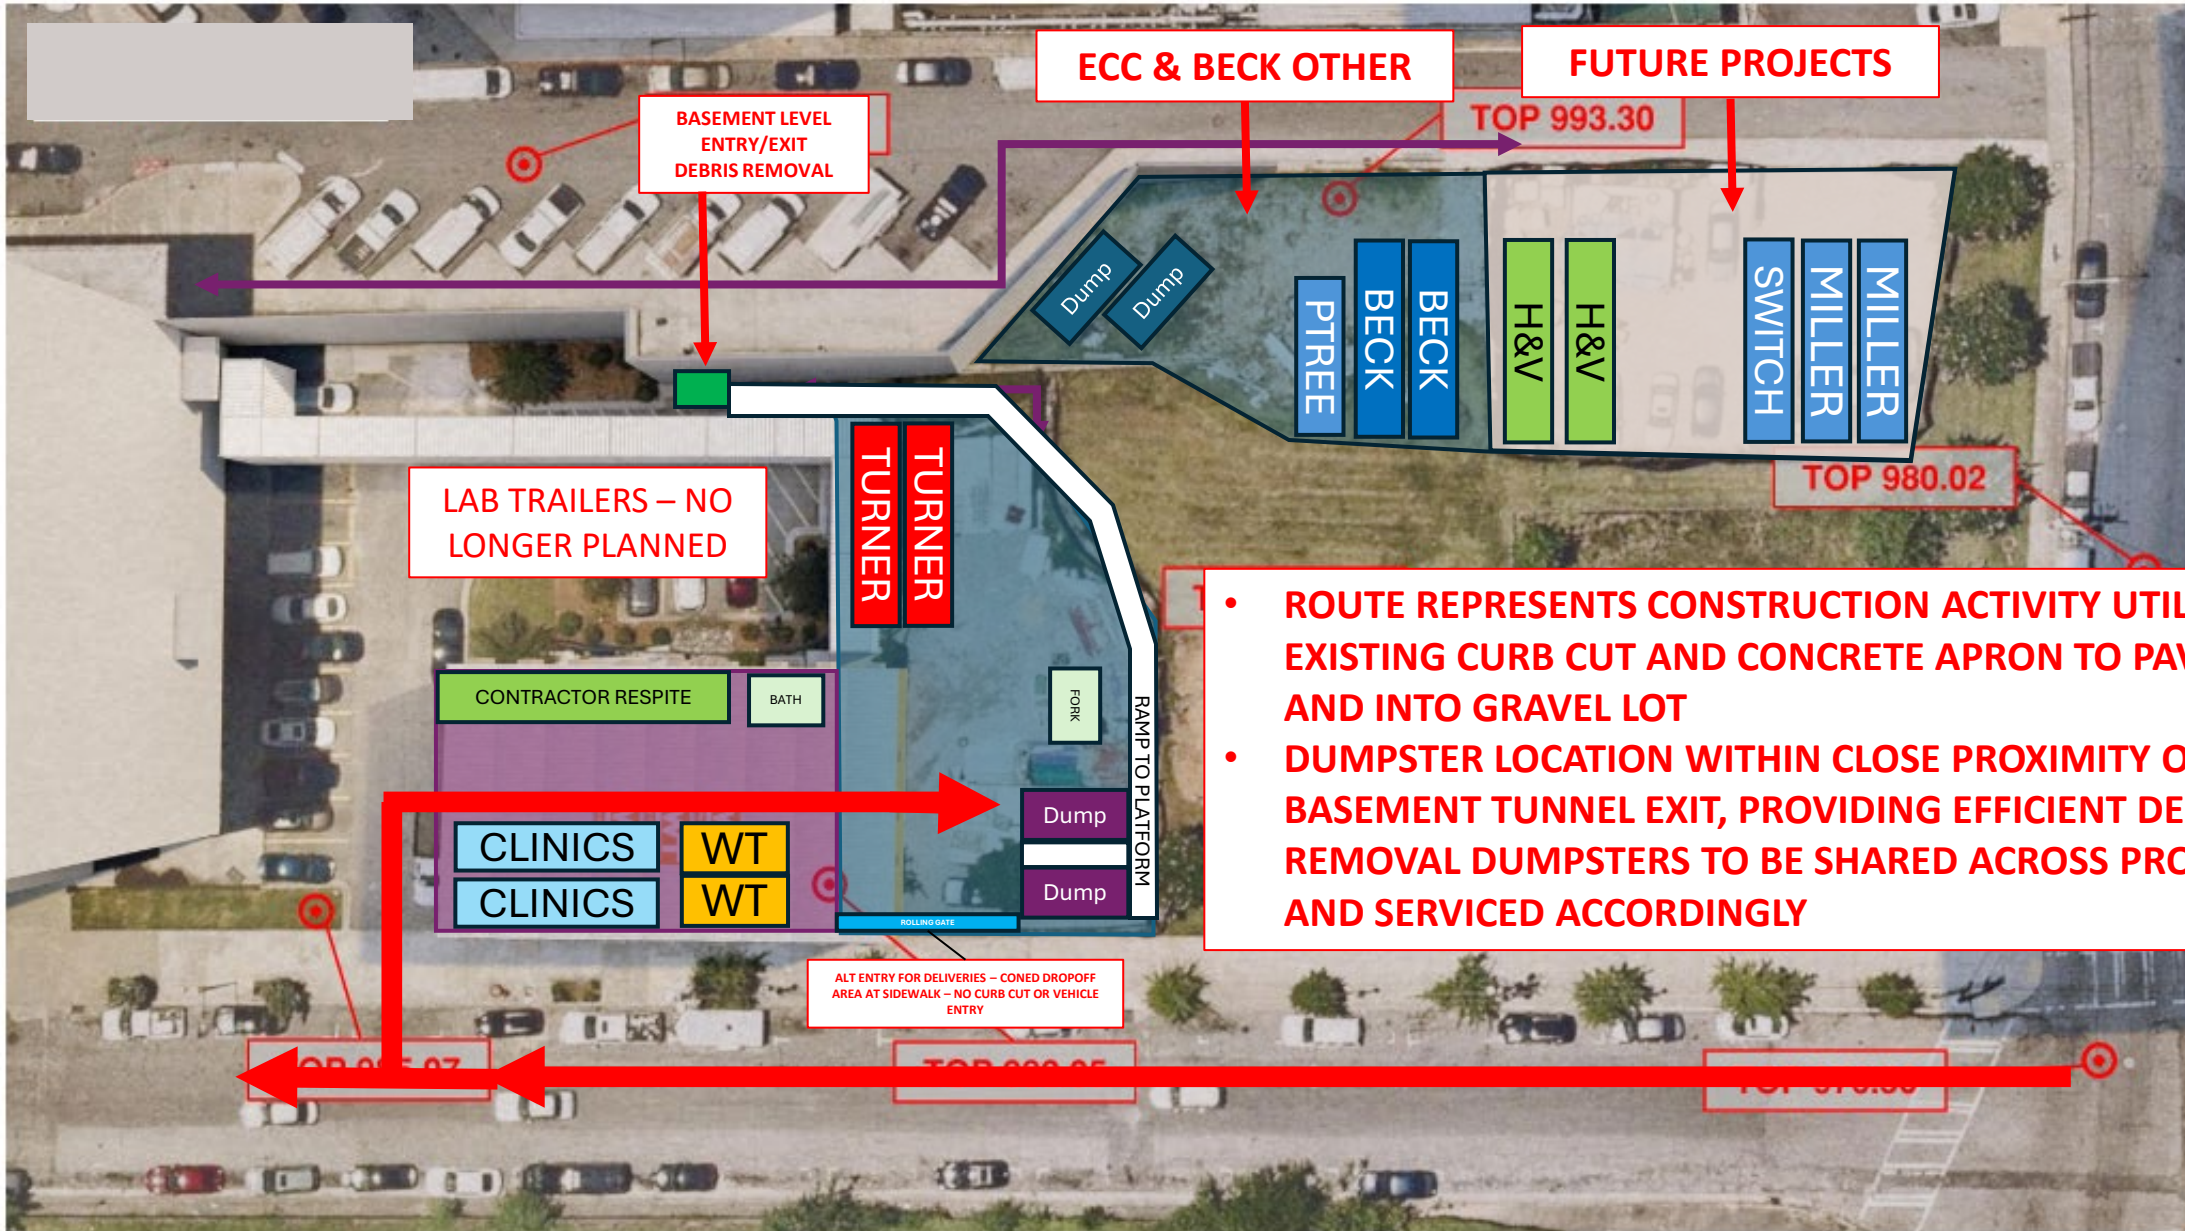 ECC & BECK OTHER
FUTURE PROJECTS
BASEMENT LEVEL
ENTRY/EXIT
DEBRIS REMOVAL
TOP 993.30
Dump
Dump
PTREE
BECK
BECK
H&V
H&V
SWITCH
MILLER
MILLER
TOP 980.02
LAB TRAILERS – NO
LONGER PLANNED
TURNER
TURNER
• ROUTE REPRESENTS CONSTRUCTION ACTIVITY UTIL
EXISTING CURB CUT AND CONCRETE APRON TO PAV
AND INTO GRAVEL LOT
• DUMPSTER LOCATION WITHIN CLOSE PROXIMITY O
BASEMENT TUNNEL EXIT, PROVIDING EFFICIENT DE
REMOVAL DUMPSTERS TO BE SHARED ACROSS PRO
AND SERVICED ACCORDINGLY
CONTRACTOR RESPITE
BATH
FORK
RAMP TO PLATFORM
Dump
Dump
CLINICS
WT
CLINICS
WT
ROLLING GATE
ALT ENTRY FOR DELIVERIES – CONED DROPOFF
AREA AT SIDEWALK – NO CURB CUT OR VEHICLE
ENTRY